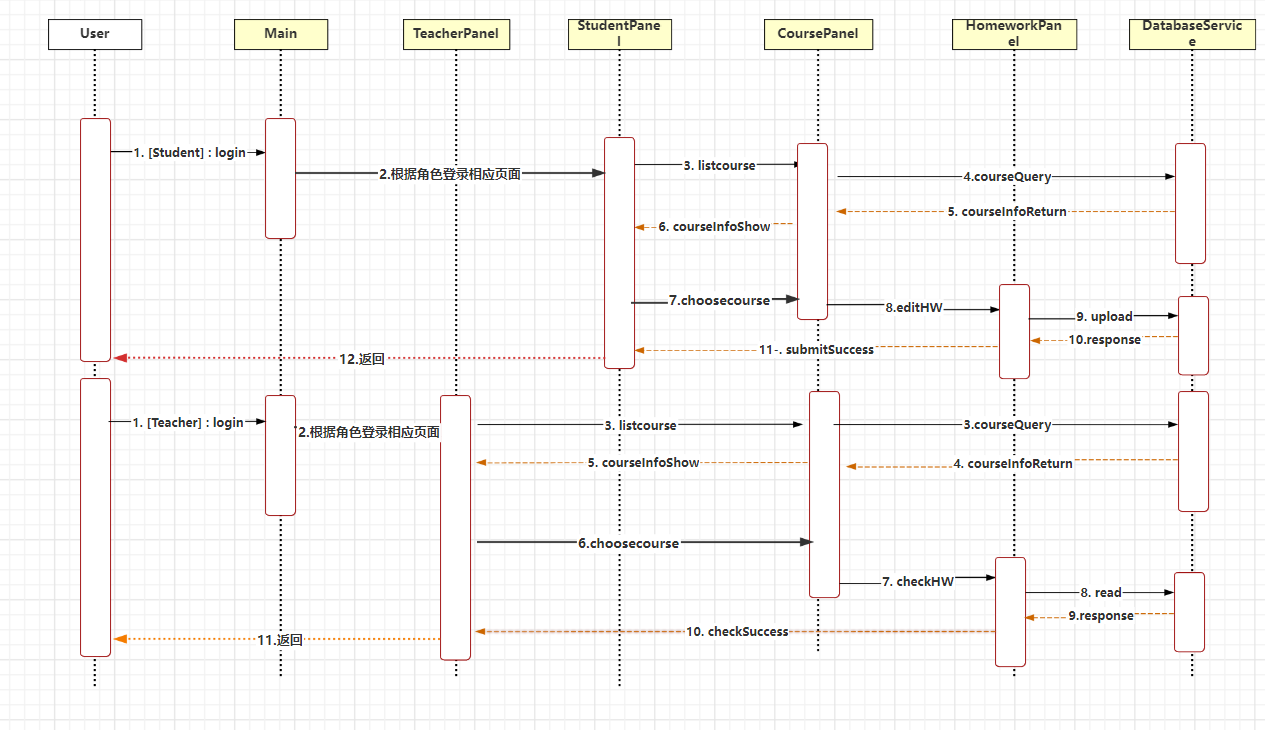 User
Main
TeacherPanel
StudentPane
l
CoursePanel
HomeworkPan
el
DatabaseServic
e
1. [Student] : login
2.根据角色登录相应页面
3. listcourse
4.courseQuery
5. courseInfoReturn
6. courseInfoShow
7.choosecourse
8.editHW
9. upload
10.response
11-. submitSuccess
12.返回
1. [Teacher] : login
2.根据角色登录相应页面
3. listcourse
3.courseQuery
5. courseInfoShow
4. courseInfoReturn
6.choosecourse
7. checkHW
8. read
9.response
10. checkSuccess
11.返回